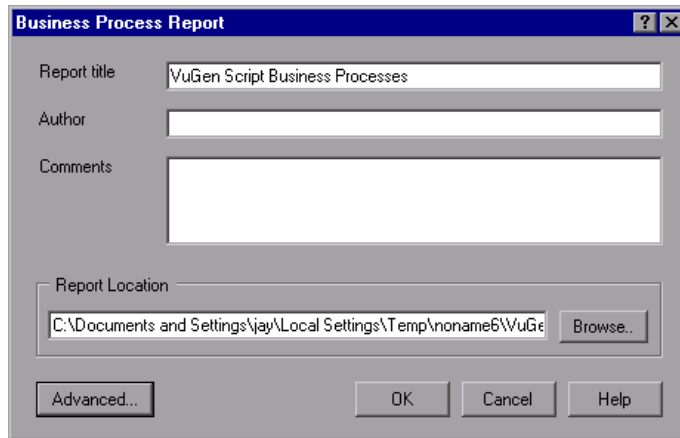 Business Process Report
Report title
VuGen Script Business Processes
Author
Comments
Report Location
C:\Documents and Settings\jay\Local Settings\Temp\noname6\VuGe
Browse..
Advanced...
OK
Cancel
Help